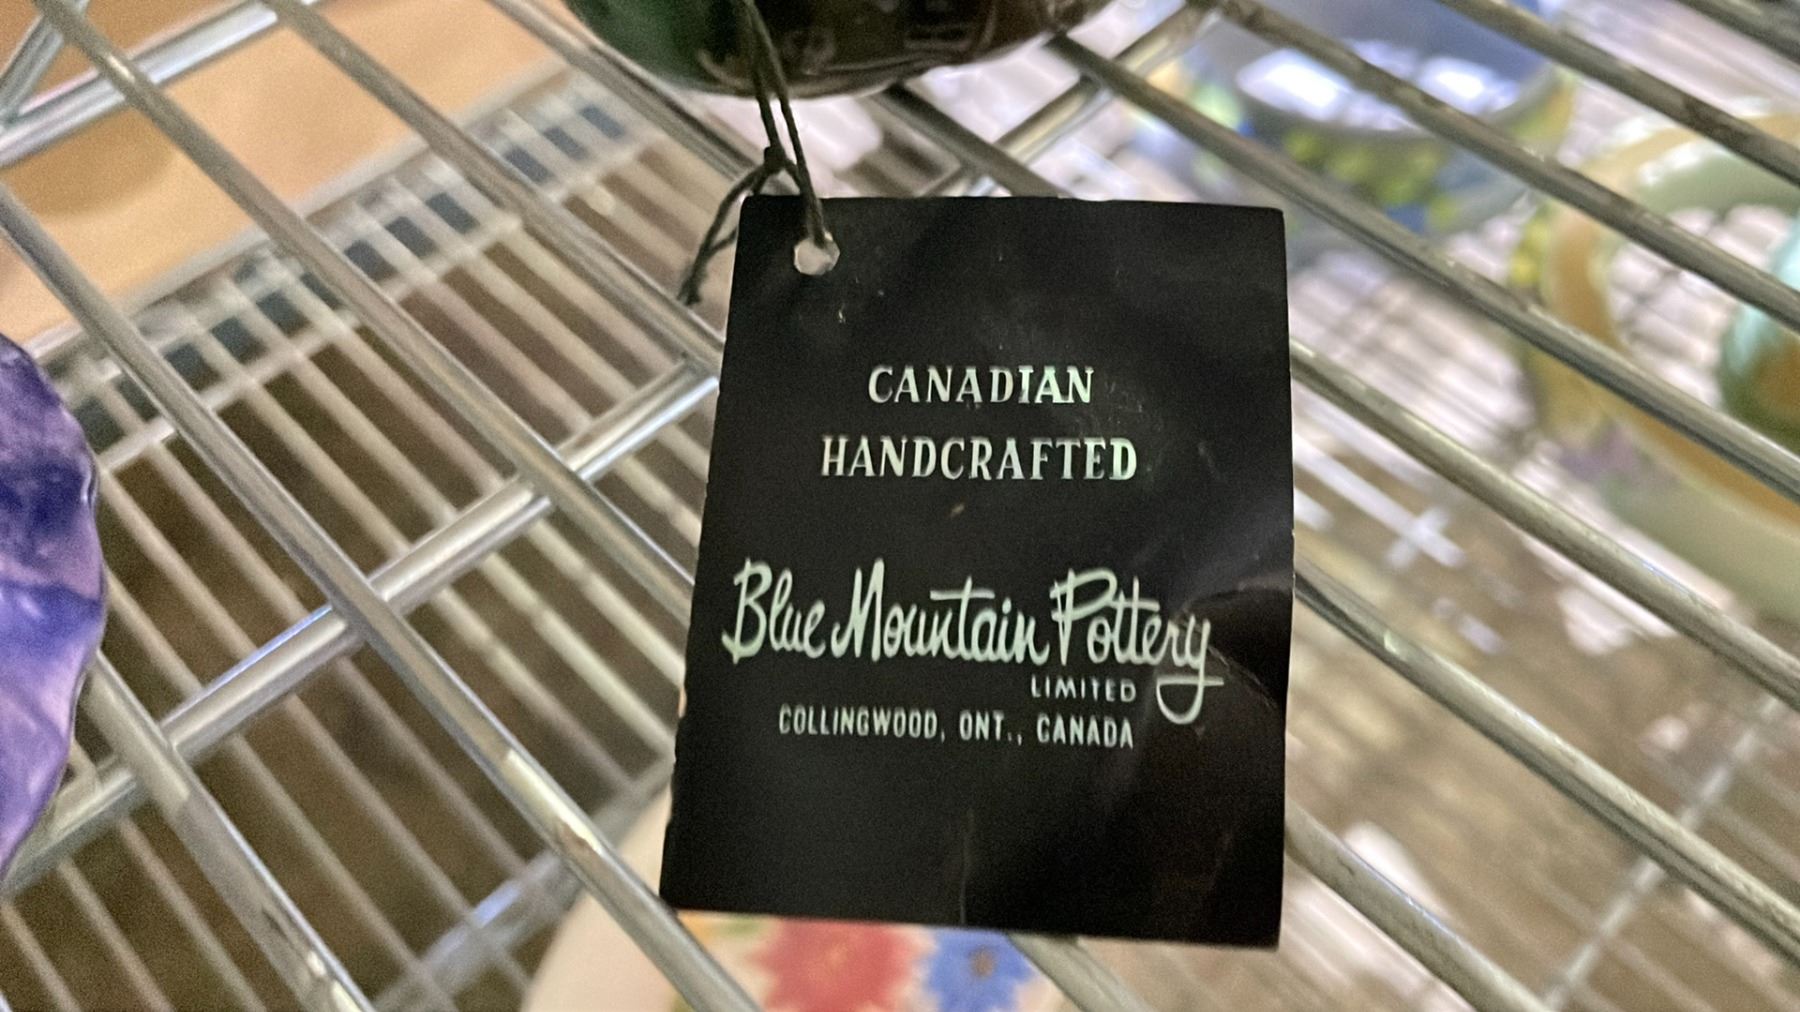 CANADIAN
HANDCRAFTED
Blue Mountain Pottery
LIMITED
COLLINGWOOD, ONT., CANADA